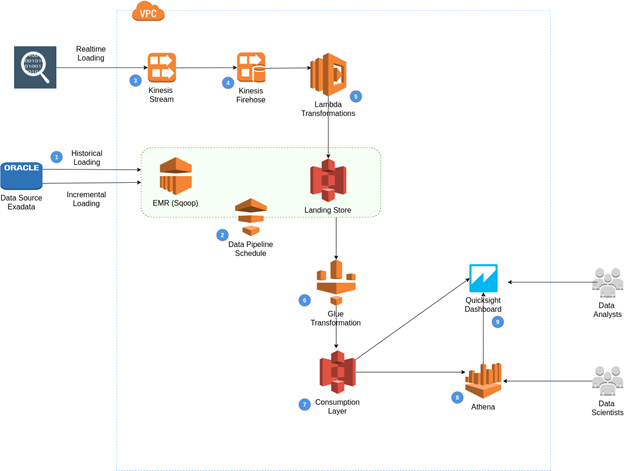 VPC
Realtime
Loading
3
Kinesis
Stream
4
Kinesis
Firehose
Lambda
Transformations
5
ORACLE
Data Source
Exadata
1
Historical
Loading
Incremental
Loading
EMR (Sqoop)
Landing Store
2
Data Pipeline
Schedule
6
Glue
Transformation
7
Consumption
Layer
Quicksight
Dashboard
9
8
Athena
Data
Analysts
Data
Scientists